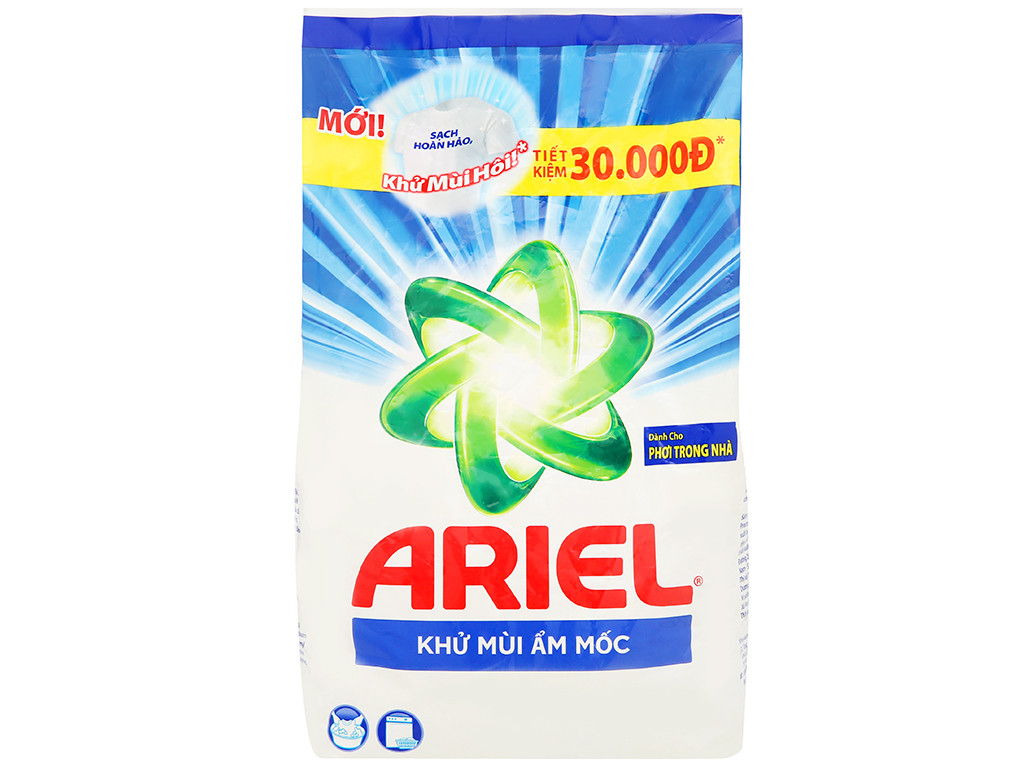 MỚI!
SẠCH
HOÀN HẢO,
Khử Mùi Hôi!*
TIẾT
KIỆM
30.000Đ*
Dành Cho
PHƠI TRONG NHÀ
ARIEL®
KHỬ MÙI ẨM MỐC